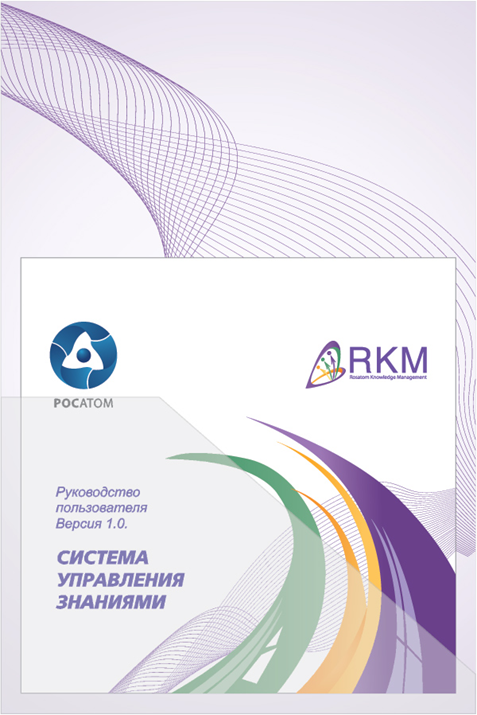 РОСАТОМ
RKM
Rosatom Knowledge Management
Руководство
пользователя
Версия 1.0.
СИСТЕМА
УПРАВЛЕНИЯ
ЗНАНИЯМИ